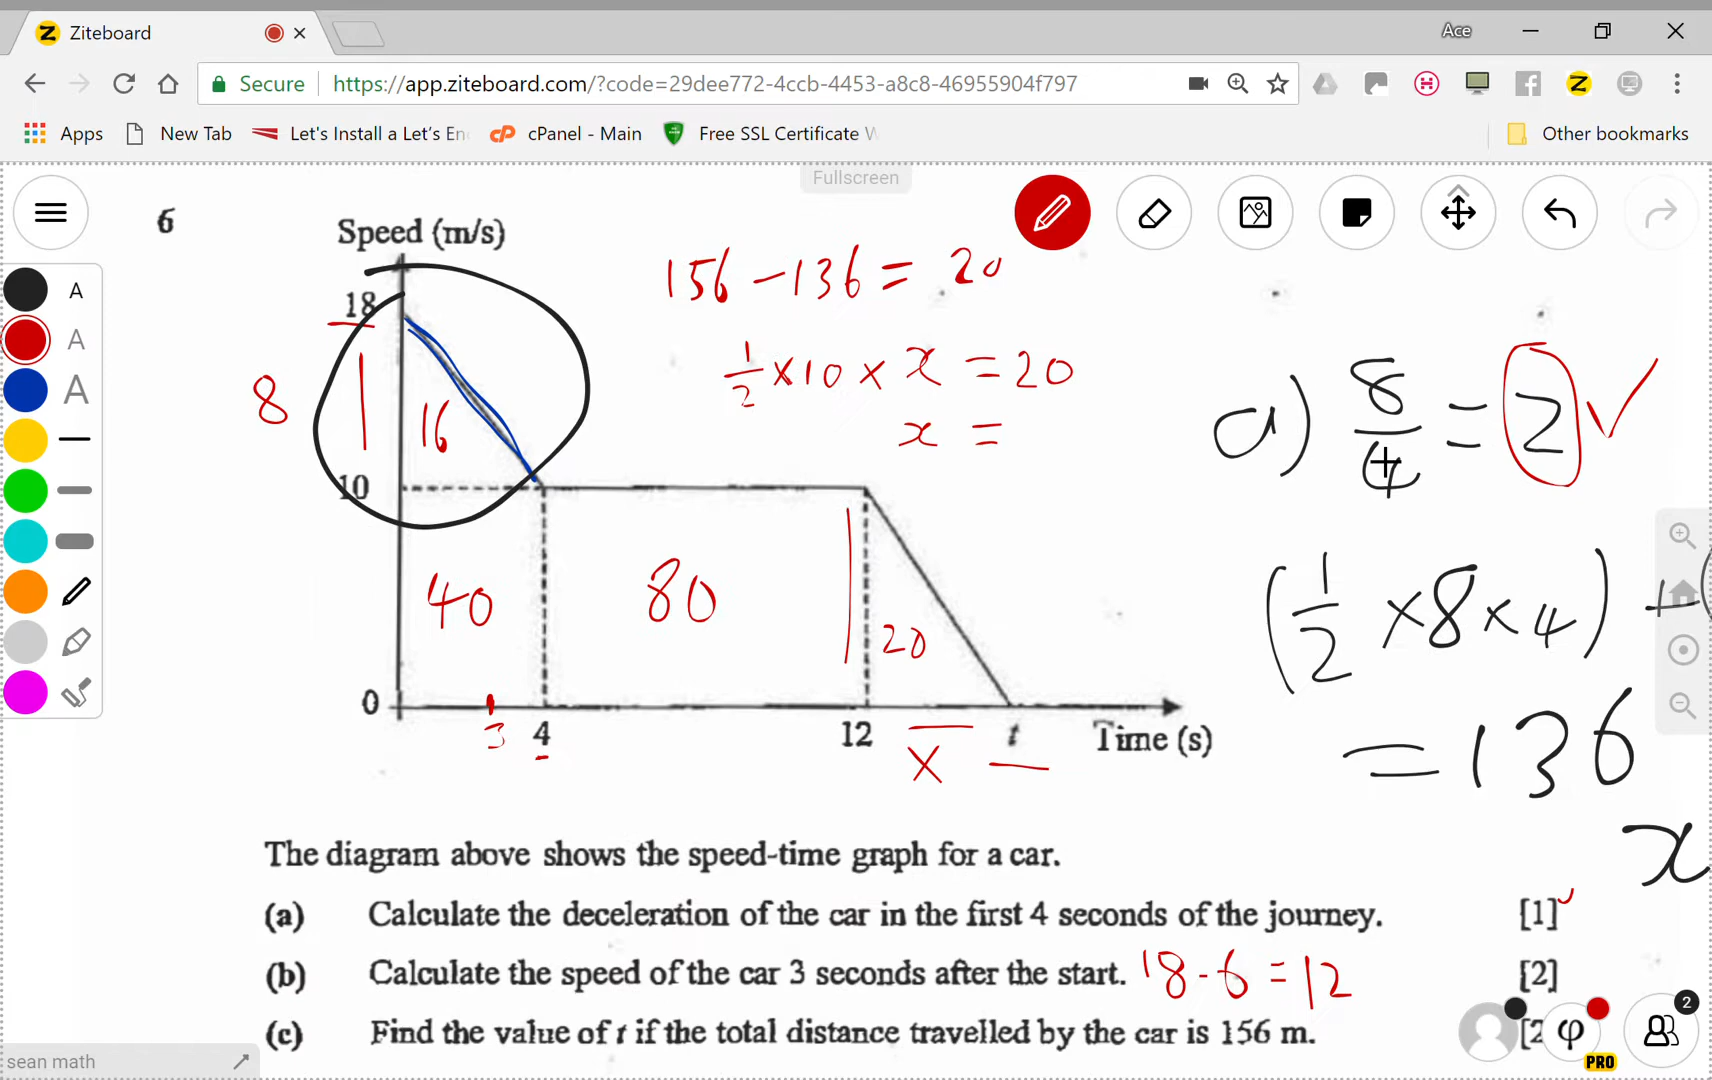 Ziteboard
Ace
Secure https://app.ziteboard.com/?code=29dee772-4ccb-4453-a8c8-46955904f797
Apps New Tab Let's Install a Let's En cPanel - Main Free SSL Certificate W Other bookmarks
Fullscreen
6
Speed (m/s)
156 - 136 = 20
A
18
1/2 × 10 × x = 20
A
a) 8/4 = 2 ✓
8
16
x =
A
10
40
80
20
(1/2 × 8 × 4) + (
0
3
4
12
x
t
Time (s)
= 136
x
The diagram above shows the speed-time graph for a car.
(a) Calculate the deceleration of the car in the first 4 seconds of the journey. [1]
(b) Calculate the speed of the car 3 seconds after the start. 18 - 6 = 12 [2]
(c) Find the value of t if the total distance travelled by the car is 156 m. [2
φ
PRO
2
sean math